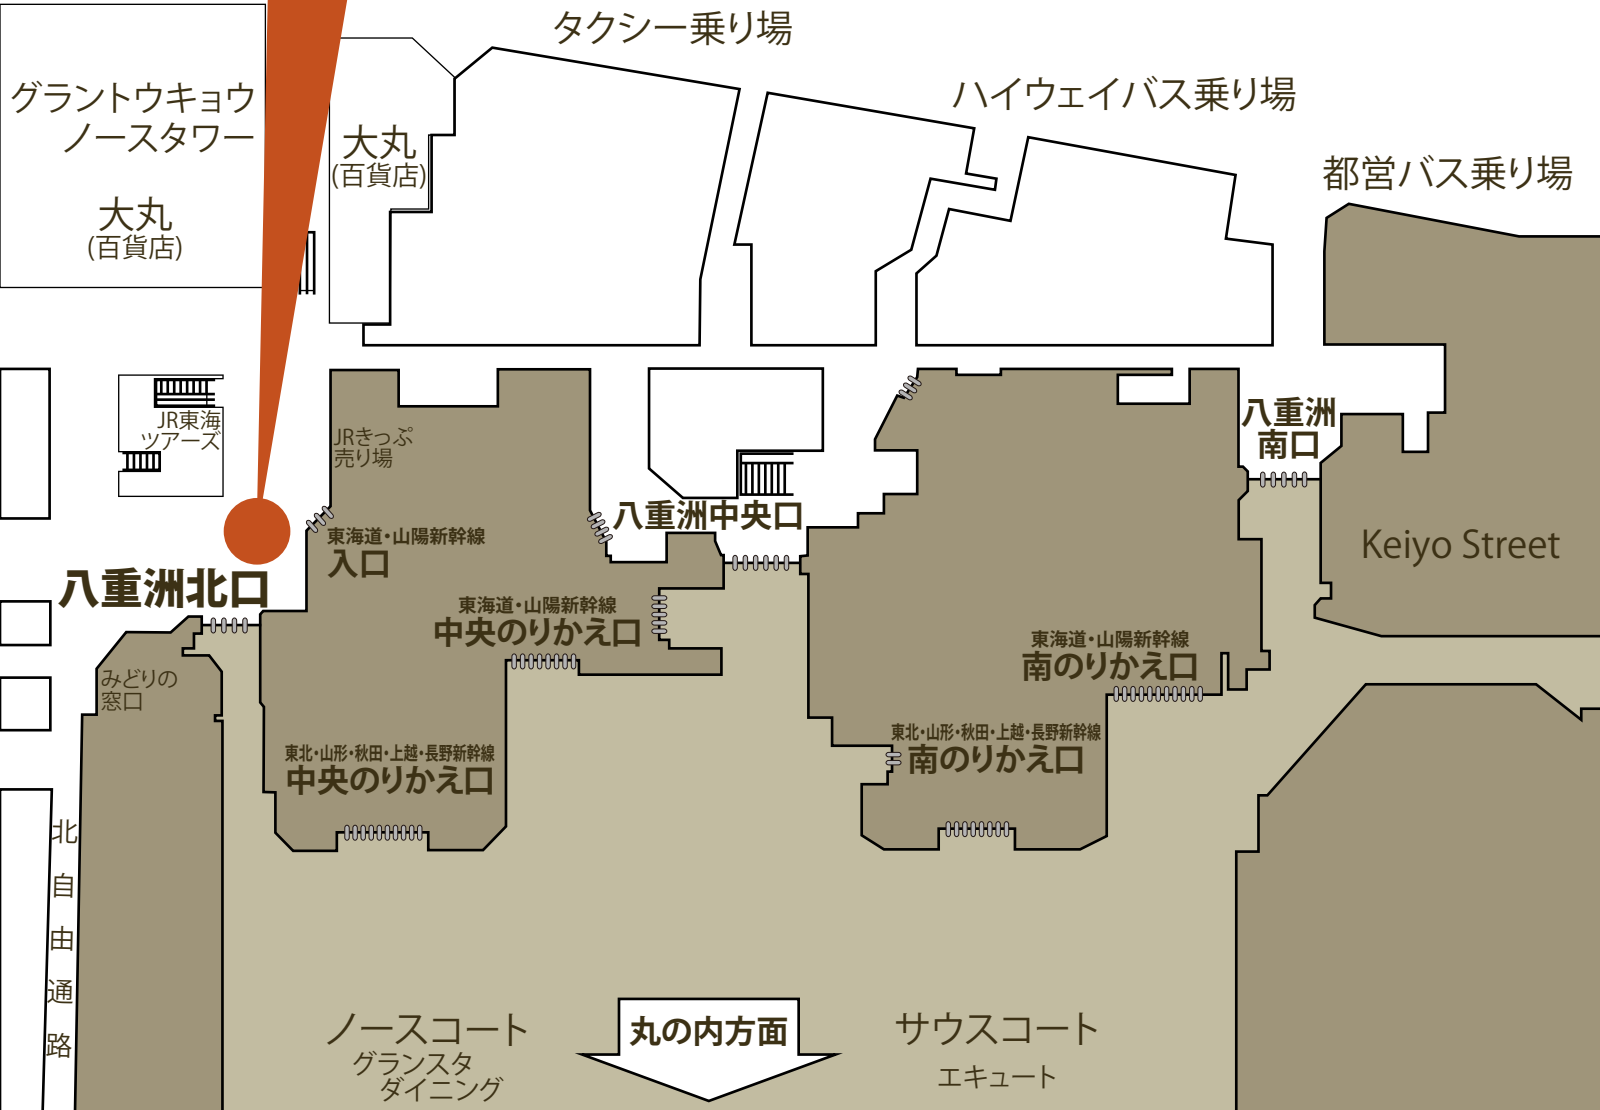 タクシー乗り場
グラントウキョウ
ノースタワー
ハイウェイバス乗り場
大丸
(百貨店)
都営バス乗り場
大丸
(百貨店)
JR東海
ツアーズ
JRきっぷ
売り場
八重洲
南口
八重洲中央口
東海道・山陽新幹線
入口
Keiyo Street
八重洲北口
東海道・山陽新幹線
中央のりかえ口
東海道・山陽新幹線
南のりかえ口
みどりの
窓口
東北・山形・秋田・上越・長野新幹線
中央のりかえ口
東北・山形・秋田・上越・長野新幹線
南のりかえ口
北自由通路
ノースコート
グランスタ
ダイニング
丸の内方面
サウスコート
エキュート